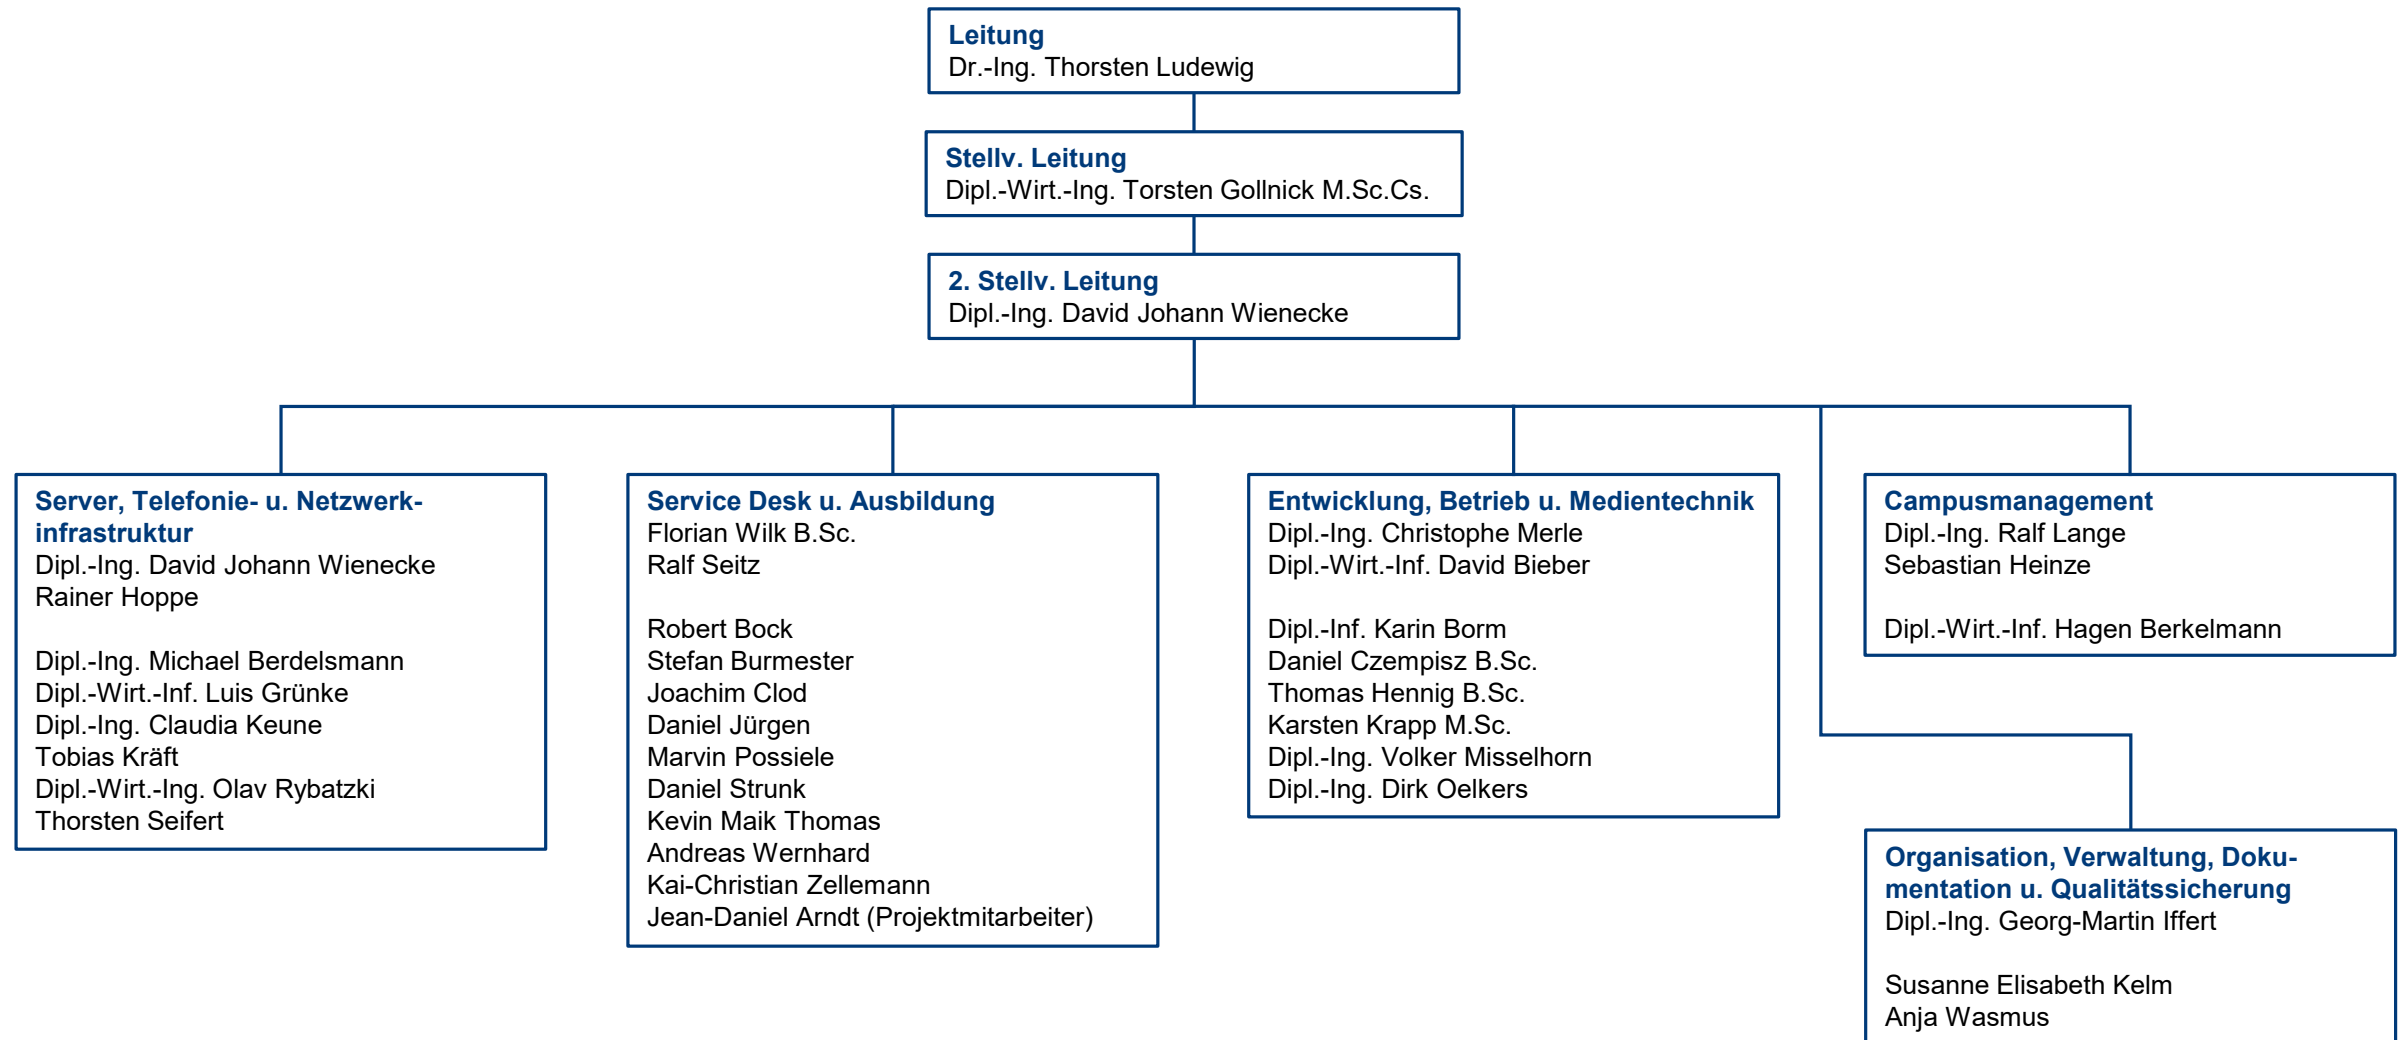 Leitung
Dr.-Ing. Thorsten Ludewig
Stellv. Leitung
Dipl.-Wirt.-Ing. Torsten Gollnick M.Sc.Cs.
2. Stellv. Leitung
Dipl.-Ing. David Johann Wienecke
Server, Telefonie- u. Netzwerk-
infrastruktur
Dipl.-Ing. David Johann Wienecke
Rainer Hoppe
Dipl.-Ing. Michael Berdelsmann
Dipl.-Wirt.-Inf. Luis Grünke
Dipl.-Ing. Claudia Keune
Tobias Kräft
Dipl.-Wirt.-Ing. Olav Rybatzki
Thorsten Seifert
Service Desk u. Ausbildung
Florian Wilk B.Sc.
Ralf Seitz
Robert Bock
Stefan Burmester
Joachim Clod
Daniel Jürgen
Marvin Possiele
Daniel Strunk
Kevin Maik Thomas
Andreas Wernhard
Kai-Christian Zellemann
Jean-Daniel Arndt (Projektmitarbeiter)
Entwicklung, Betrieb u. Medientechnik
Dipl.-Ing. Christophe Merle
Dipl.-Wirt.-Inf. David Bieber
Dipl.-Inf. Karin Borm
Daniel Czempisz B.Sc.
Thomas Hennig B.Sc.
Karsten Krapp M.Sc.
Dipl.-Ing. Volker Misselhorn
Dipl.-Ing. Dirk Oelkers
Campusmanagement
Dipl.-Ing. Ralf Lange
Sebastian Heinze
Dipl.-Wirt.-Inf. Hagen Berkelmann
Organisation, Verwaltung, Doku-
mentation u. Qualitätssicherung
Dipl.-Ing. Georg-Martin Iffert
Susanne Elisabeth Kelm
Anja Wasmus